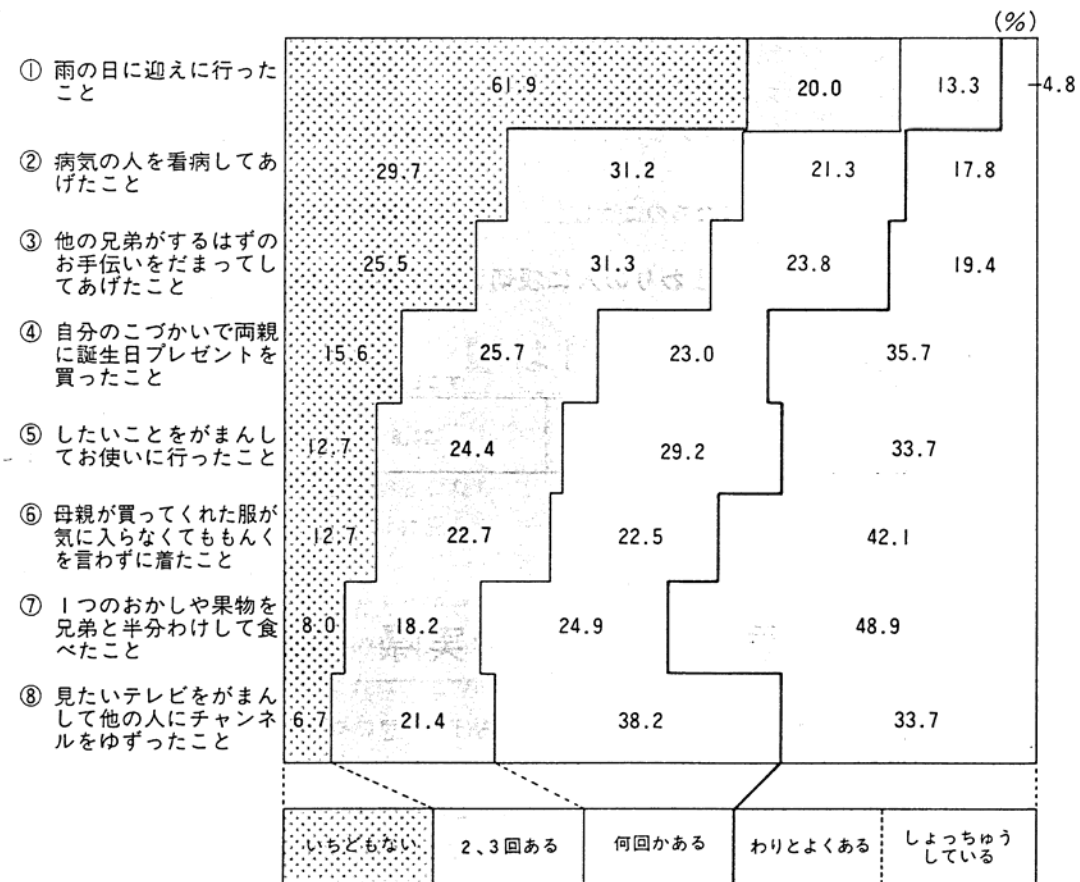 (%)
① 雨の日に迎えに行った
こと
61.9 20.0 13.3 4.8
② 病気の人を看病してあ
げたこと
29.7 31.2 21.3 17.8
③ 他の兄弟がするはずの
お手伝いをだまってし
てあげたこと
25.5 31.3 23.8 19.4
④ 自分のこづかいで両親
に誕生日プレゼントを
買ったこと
15.6 25.7 23.0 35.7
⑤ したいことをがまんし
てお使いに行ったこと
12.7 24.4 29.2 33.7
⑥ 母親が買ってくれた服が
気に入らなくてももんく
を言わずに着たこと
12.7 22.7 22.5 42.1
⑦ 1つのおかしや果物を
兄弟と半分わけして食
べたこと
8.0 18.2 24.9 48.9
⑧ 見たいテレビをがまん
して他の人にチャンネ
ルをゆずったこと
6.7 21.4 38.2 33.7
いちどもない 2、3回ある 何回かある わりとよくある しょっちゅう
している